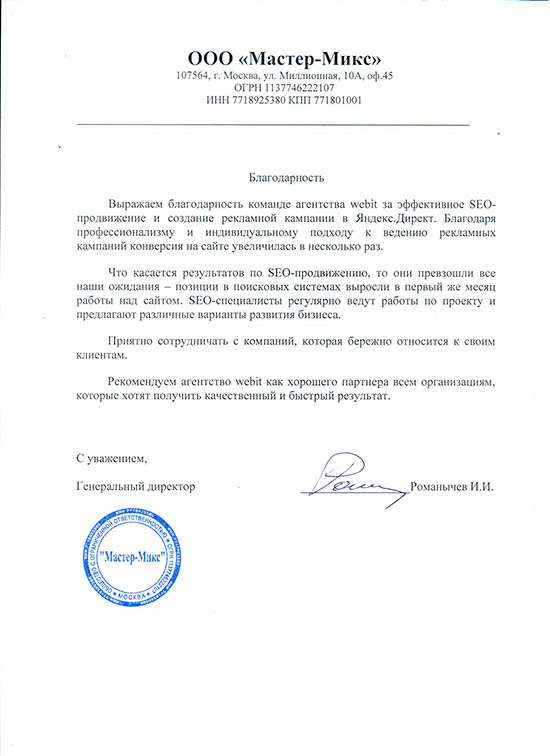 ООО «Мастер-Микс»
107564, г. Москва, ул. Миллионная, 10А, оф.45
ОГРН 1137746222107
ИНН 7718925380 КПП 771801001
Благодарность
Выражаем благодарность команде агентства webit за эффективное SEO-
продвижение и создание рекламной кампании в Яндекс.Директ. Благодаря
профессионализму и индивидуальному подходу к ведению рекламных
кампаний конверсия на сайте увеличилась в несколько раз.
Что касается результатов по SEO-продвижению, то они превзошли все
наши ожидания – позиции в поисковых системах выросли в первый же месяц
работы над сайтом. SEO-специалисты регулярно ведут работы по проекту и
предлагают различные варианты развития бизнеса.
Приятно сотрудничать с компаний, которая бережно относится к своим
клиентам.
Рекомендуем агентство webit как хорошего партнера всем организациям,
которые хотят получить качественный и быстрый результат.
С уважением,
Генеральный директор Романычев И.И.
ОБЩЕСТВО С ОГРАНИЧЕННОЙ ОТВЕТСТВЕННОСТЬЮ ОГРН 1137746222107
"Мастер-Микс"
МОСКВА